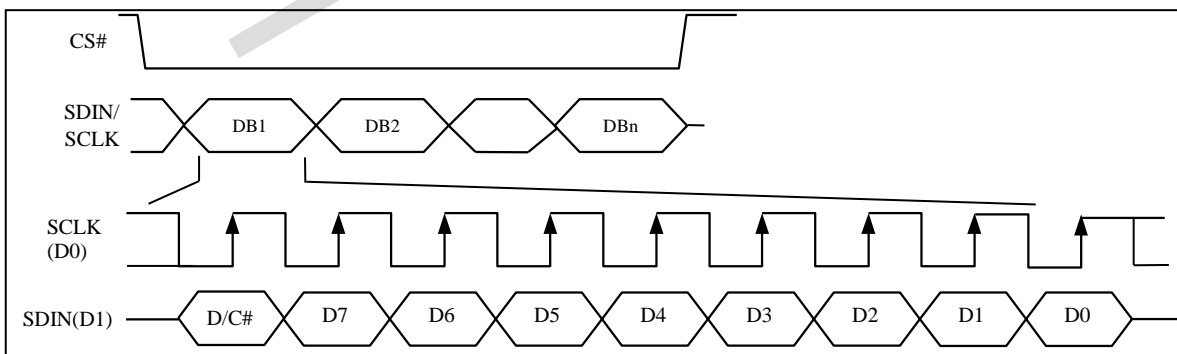 CS#
SDIN/
SCLK
DB1 DB2 DBn
SCLK
(D0)
SDIN(D1) D/C# D7 D6 D5 D4 D3 D2 D1 D0